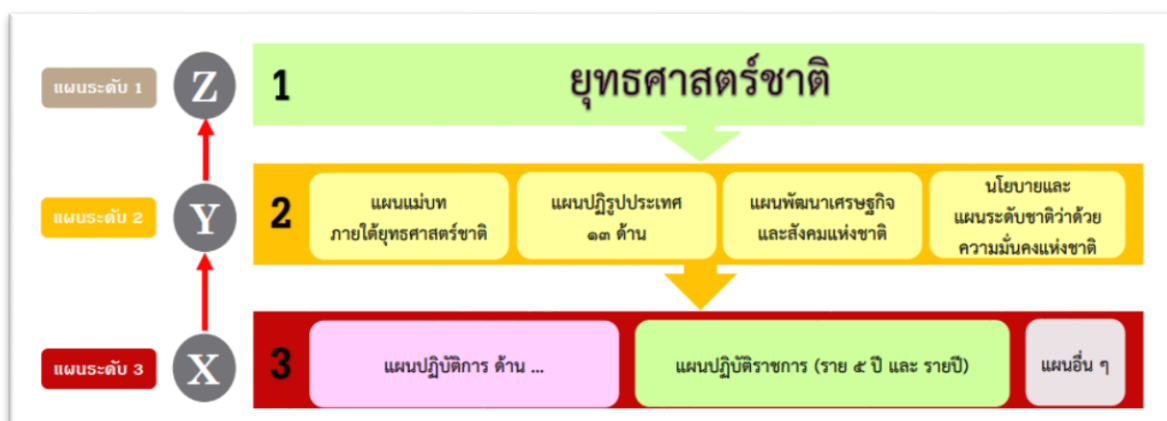 แผนระดับ 1
Z
1
ยุทธศาสตร์ชาติ
แผนระดับ 2
Y
2
แผนแม่บท
ภายใต้ยุทธศาสตร์ชาติ
แผนปฏิรูปประเทศ
๑๓ ด้าน
แผนพัฒนาเศรษฐกิจ
และสังคมแห่งชาติ
นโยบายและ
แผนระดับชาติว่าด้วย
ความมั่นคงแห่งชาติ
แผนระดับ 3
X
3
แผนปฏิบัติการ ด้าน ...
แผนปฏิบัติราชการ (ราย ๕ ปี และ รายปี)
แผนอื่น ๆ